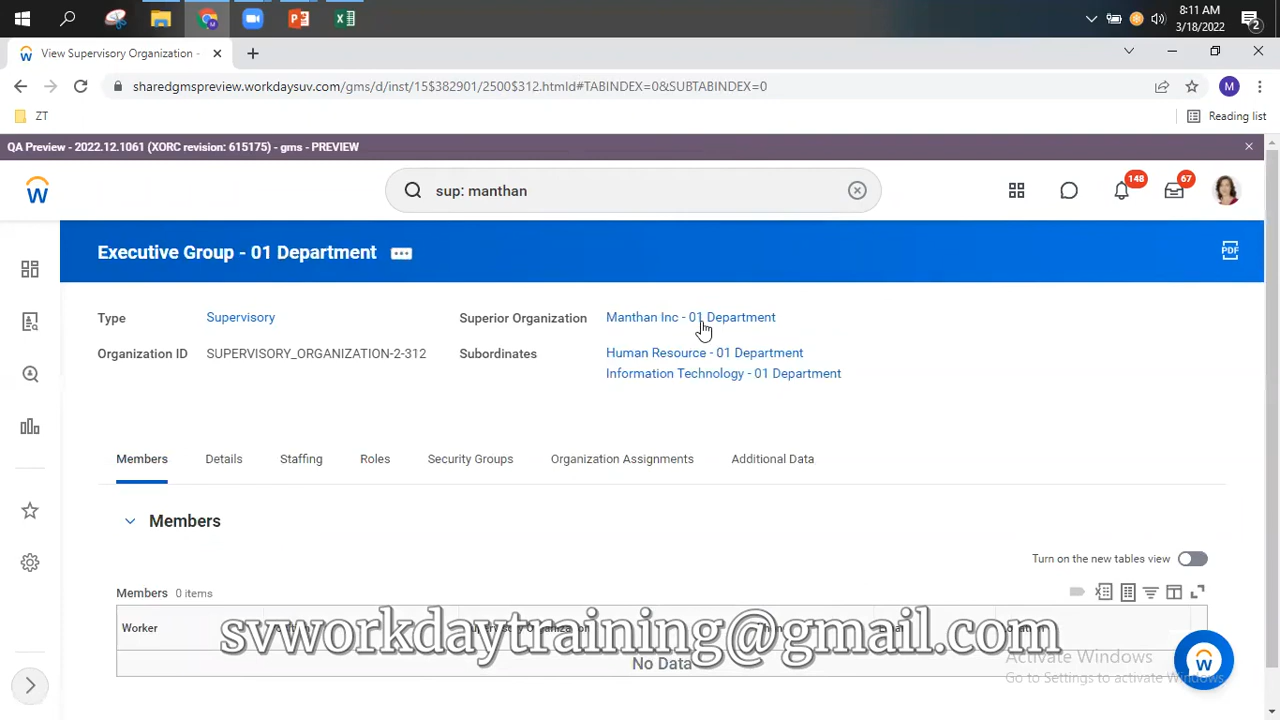 8:11 AM
3/18/2022
2
View Supervisory Organization -
sharedgmspreview.workdaysuv.com/gms/d/inst/15$382901/2500$312.htmld#TABINDEX=0&SUBTABINDEX=0
M
ZT
Reading list
QA Preview - 2022.12.1061 (XORC revision: 615175) - gms - PREVIEW
W
sup: manthan
148
67
Executive Group - 01 Department
PDF
Type Supervisory Superior Organization Manthan Inc - 01 Department
Organization ID SUPERVISORY_ORGANIZATION-2-312 Subordinates Human Resource - 01 Department
Information Technology - 01 Department
Members Details Staffing Roles Security Groups Organization Assignments Additional Data
Members
Turn on the new tables view
Members 0 items
Worker
svworkdaytraining@gmail.com
No Data
Activate Windows
Go to Settings to activate Windows.
W